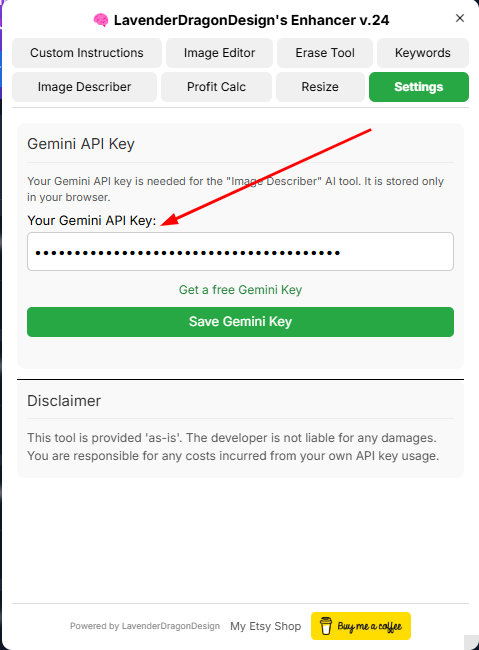 🧠 LavenderDragonDesign's Enhancer v.24 ×
Custom Instructions Image Editor Erase Tool Keywords
Image Describer Profit Calc Resize Settings
Gemini API Key
Your Gemini API key is needed for the "Image Describer" AI tool. It is stored only
in your browser.
Your Gemini API Key:
•••••••••••••••••••••••••••••••••••••••
Get a free Gemini Key
Save Gemini Key
Disclaimer
This tool is provided 'as-is'. The developer is not liable for any damages.
You are responsible for any costs incurred from your own API key usage.
Powered by LavenderDragonDesign My Etsy Shop Buy me a coffee